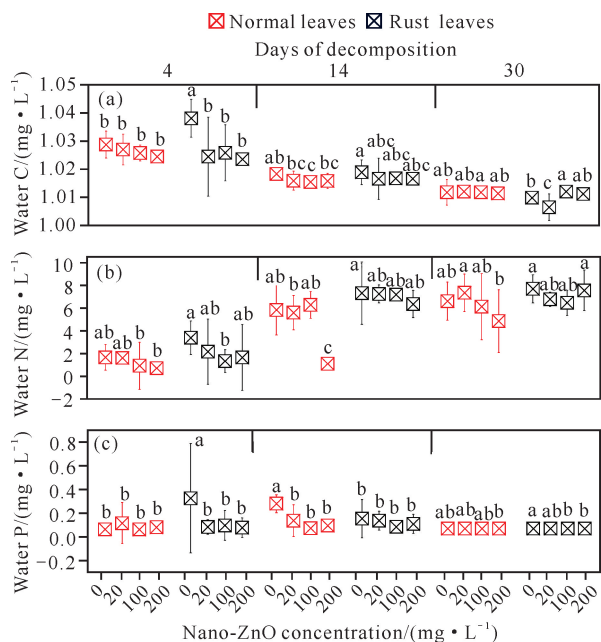 Normal leaves Rust leaves
Days of decomposition
4 14 30
(a)
Water C/(mg·L⁻¹)
1.05
1.04
1.03
1.02
1.01
1.00
b b b b a b b b ab bc c bc ab abc abc abc ab ab ab ab b c a ab
(b)
Water N/(mg·L⁻¹)
10
8
6
4
2
0
−2
ab ab b b a ab b ab ab ab ab c a ab ab ab ab a ab b a ab ab a
(c)
Water P/(mg·L⁻¹)
0.8
0.6
0.4
0.2
0.0
−0.2
b b b b a b b b a b b b b b b b ab ab ab b a ab b b
0 20 100 200 0 20 100 200 0 20 100 200 0 20 100 200 0 20 100 200 0 20 100 200
Nano-ZnO concentration/(mg·L⁻¹)